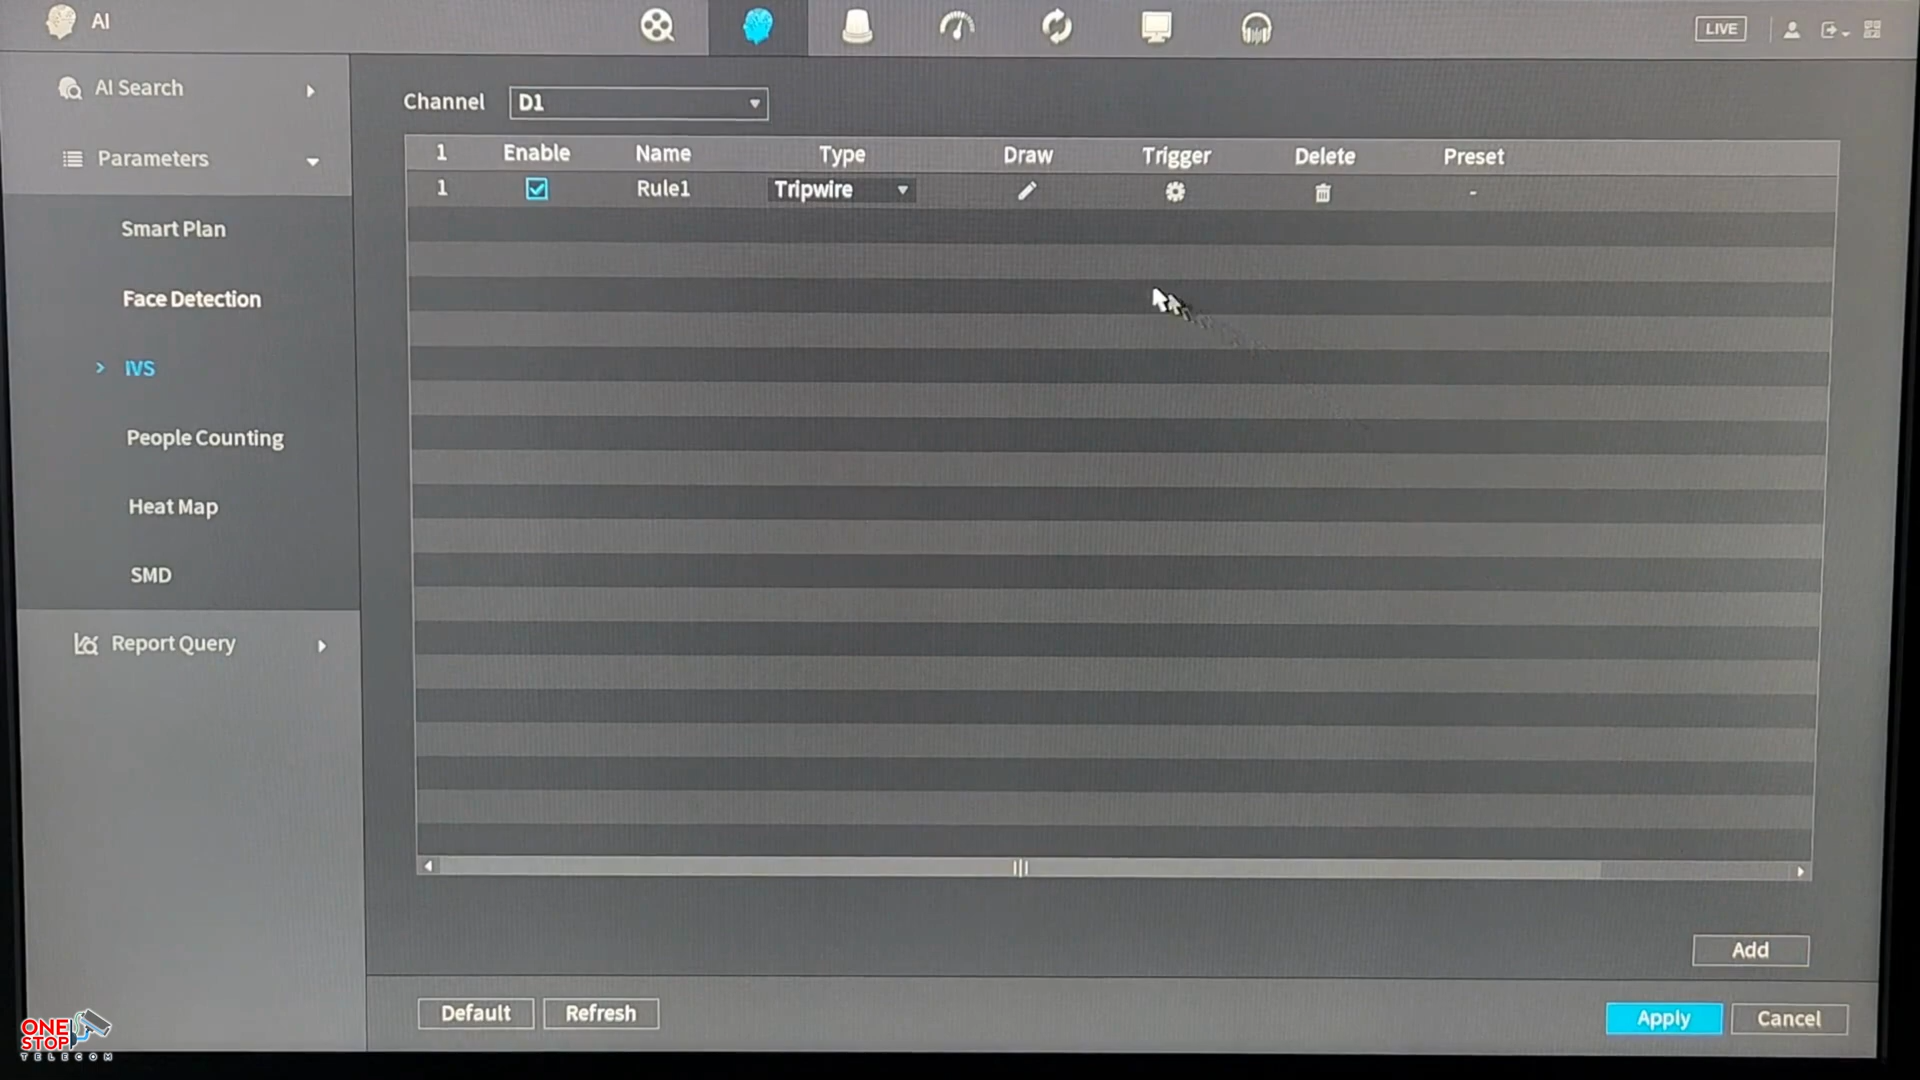 AI
LIVE
AI Search
Parameters
Smart Plan
Face Detection
> IVS
People Counting
Heat Map
SMD
Report Query
Channel D1
1 Enable Name Type Draw Trigger Delete Preset
1 Rule1 Tripwire -
Add
Default Refresh Apply Cancel
ONE
STOP
TELECOM